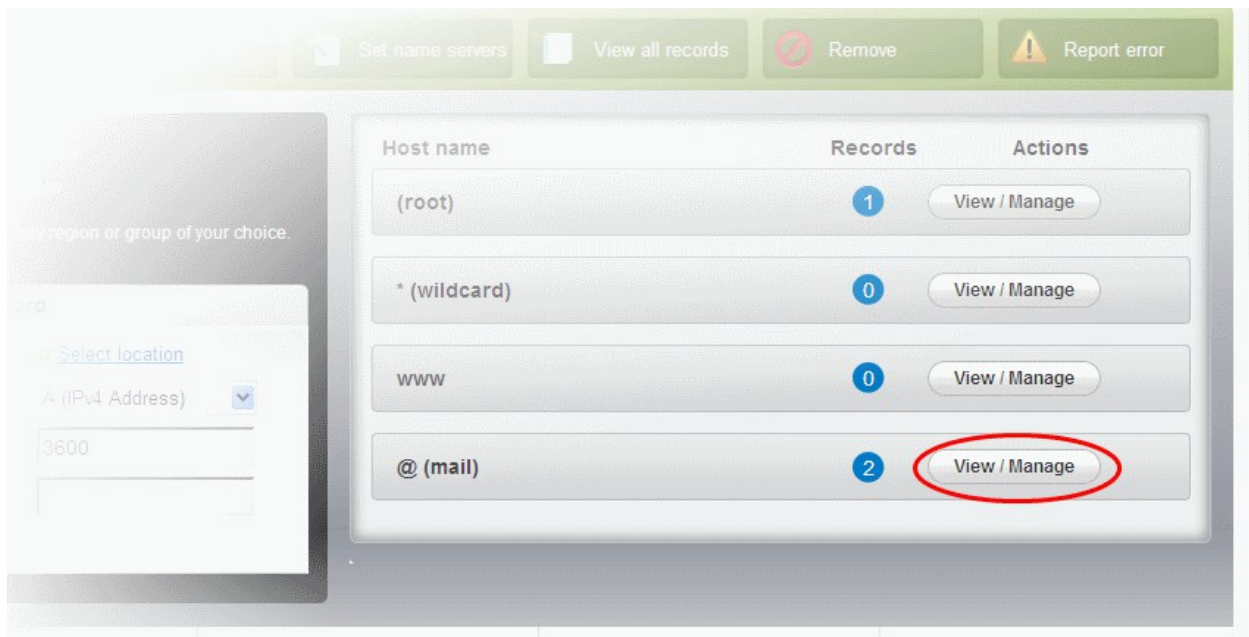 Set name servers
View all records
Remove
Report error
region or group of your choice.
Select location
A (IPv4 Address)
3600
Host name Records Actions
(root) 1 View / Manage
* (wildcard) 0 View / Manage
www 0 View / Manage
@ (mail) 2 View / Manage